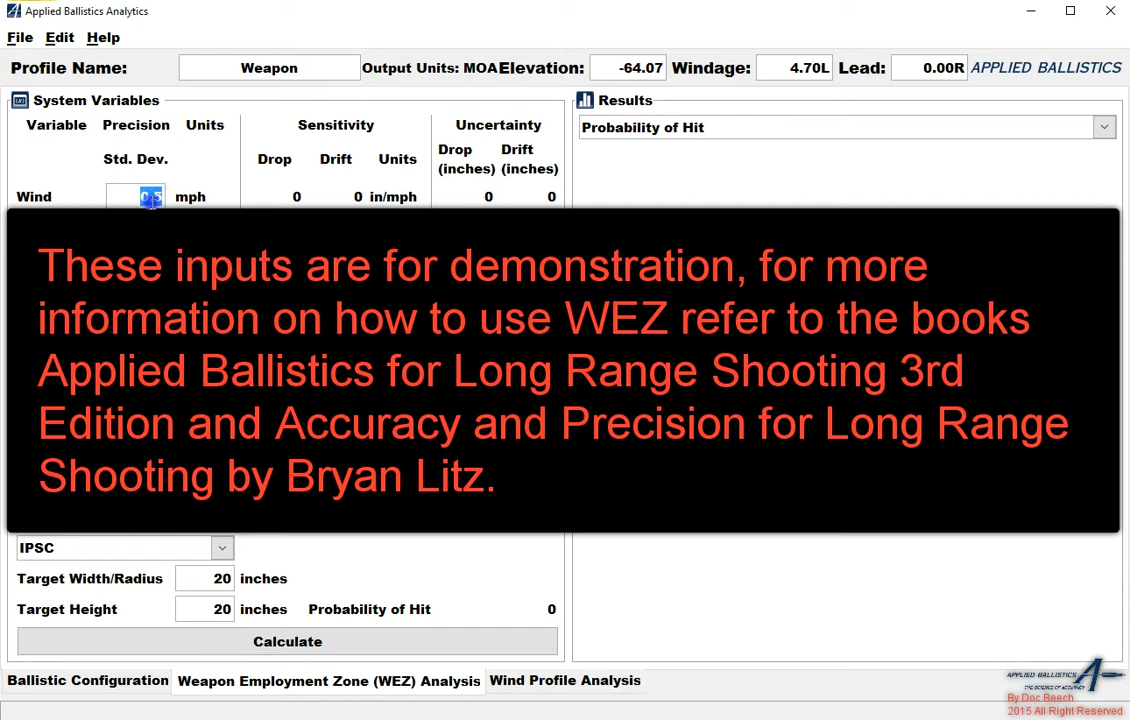 Applied Ballistics Analytics
File Edit Help
Profile Name: Weapon Output Units: MOA Elevation: -64.07 Windage: 4.70L Lead: 0.00R APPLIED BALLISTICS
System Variables
Results
Variable Precision Units Sensitivity Uncertainty
Probability of Hit
Std. Dev. Drop Drift Units Drop (inches) Drift (inches)
Wind 0.5 mph 0 0 in/mph 0 0
These inputs are for demonstration, for more
information on how to use WEZ refer to the books
Applied Ballistics for Long Range Shooting 3rd
Edition and Accuracy and Precision for Long Range
Shooting by Bryan Litz.
IPSC
Target Width/Radius 20 inches
Target Height 20 inches Probability of Hit 0
Calculate
Ballistic Configuration Weapon Employment Zone (WEZ) Analysis Wind Profile Analysis
APPLIED BALLISTICS
THE SCIENCE OF ACCURACY
By Doc Beech
2015 All Right Reserved